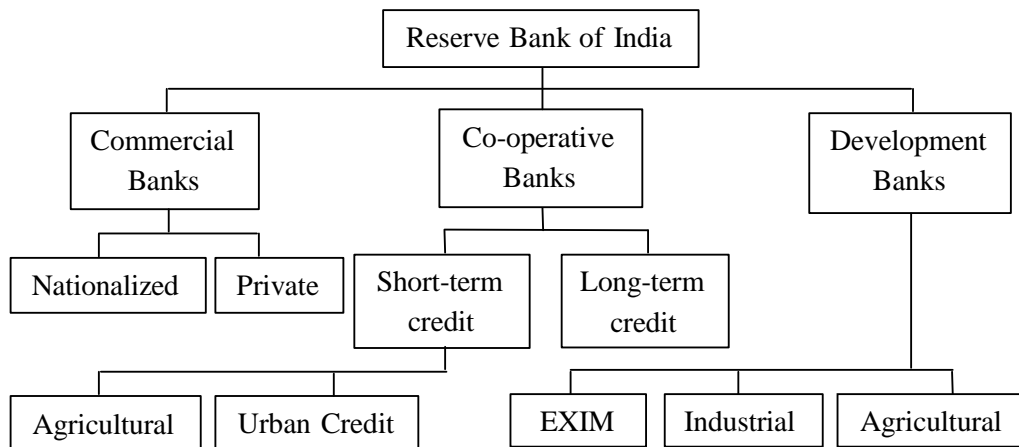 Reserve Bank of India
Commercial
Banks
Co-operative
Banks
Development
Banks
Nationalized
Private
Short-term
credit
Long-term
credit
Agricultural
Urban Credit
EXIM
Industrial
Agricultural